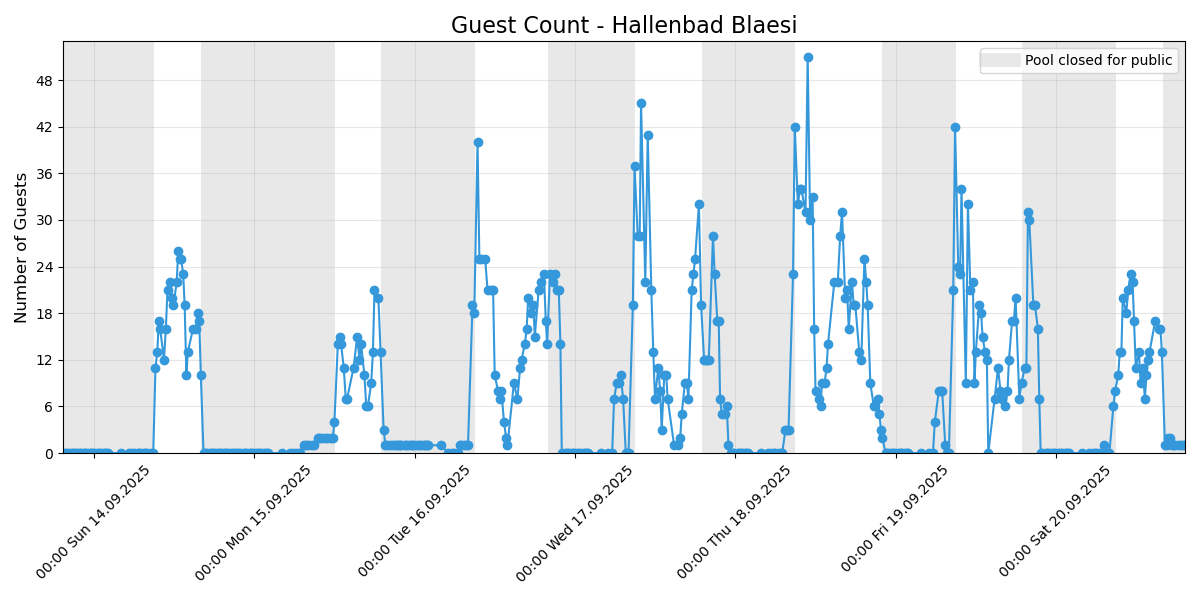 Guest Count - Hallenbad Blaesi
Pool closed for public
Number of Guests
48
42
36
30
24
18
12
6
0
00:00 Sun 14.09.2025
00:00 Mon 15.09.2025
00:00 Tue 16.09.2025
00:00 Wed 17.09.2025
00:00 Thu 18.09.2025
00:00 Fri 19.09.2025
00:00 Sat 20.09.2025